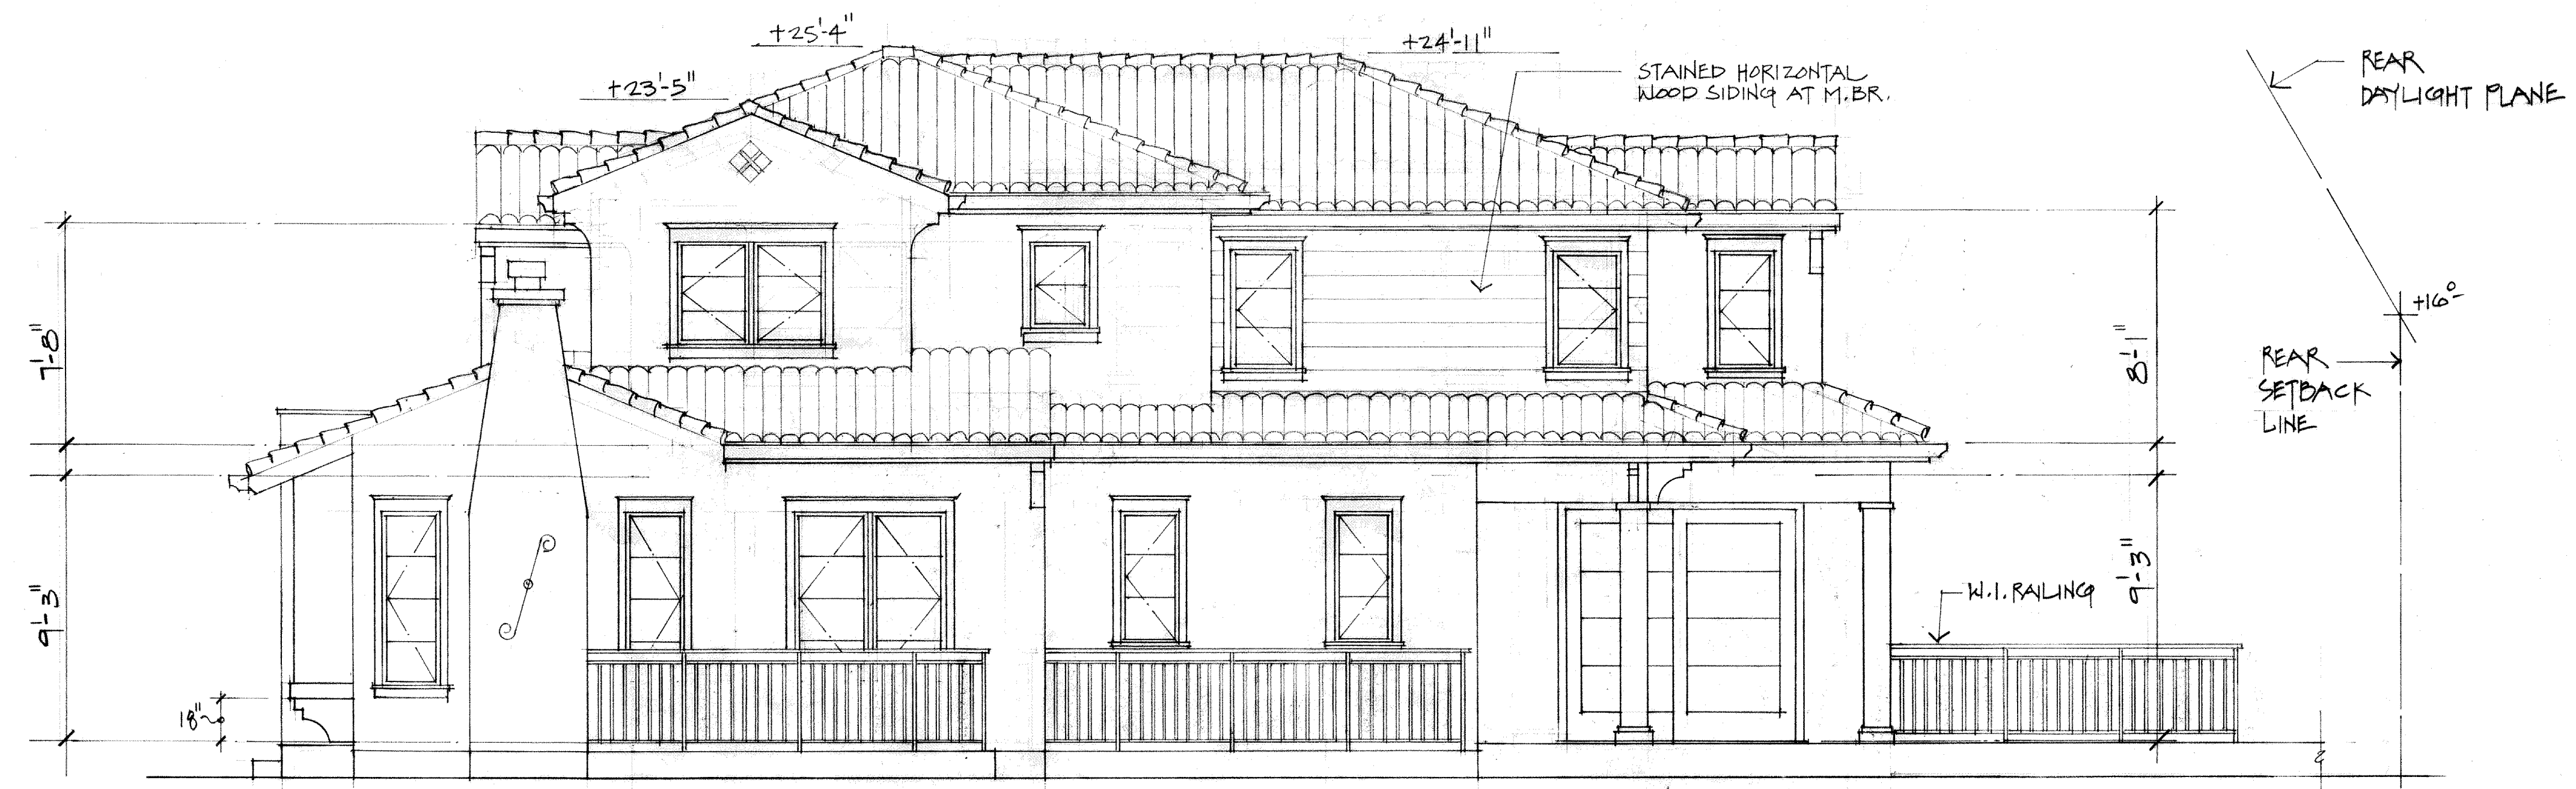 +25'-4"
+24'-11"
+23'-5"
STAINED HORIZONTAL
WOOD SIDING AT M.BR.
REAR
DAYLIGHT PLANE
+16⁰-
REAR
SETBACK
LINE
7'-8"
8'-1"
9'-3"
9'-3"
W.I. RAILING
18"